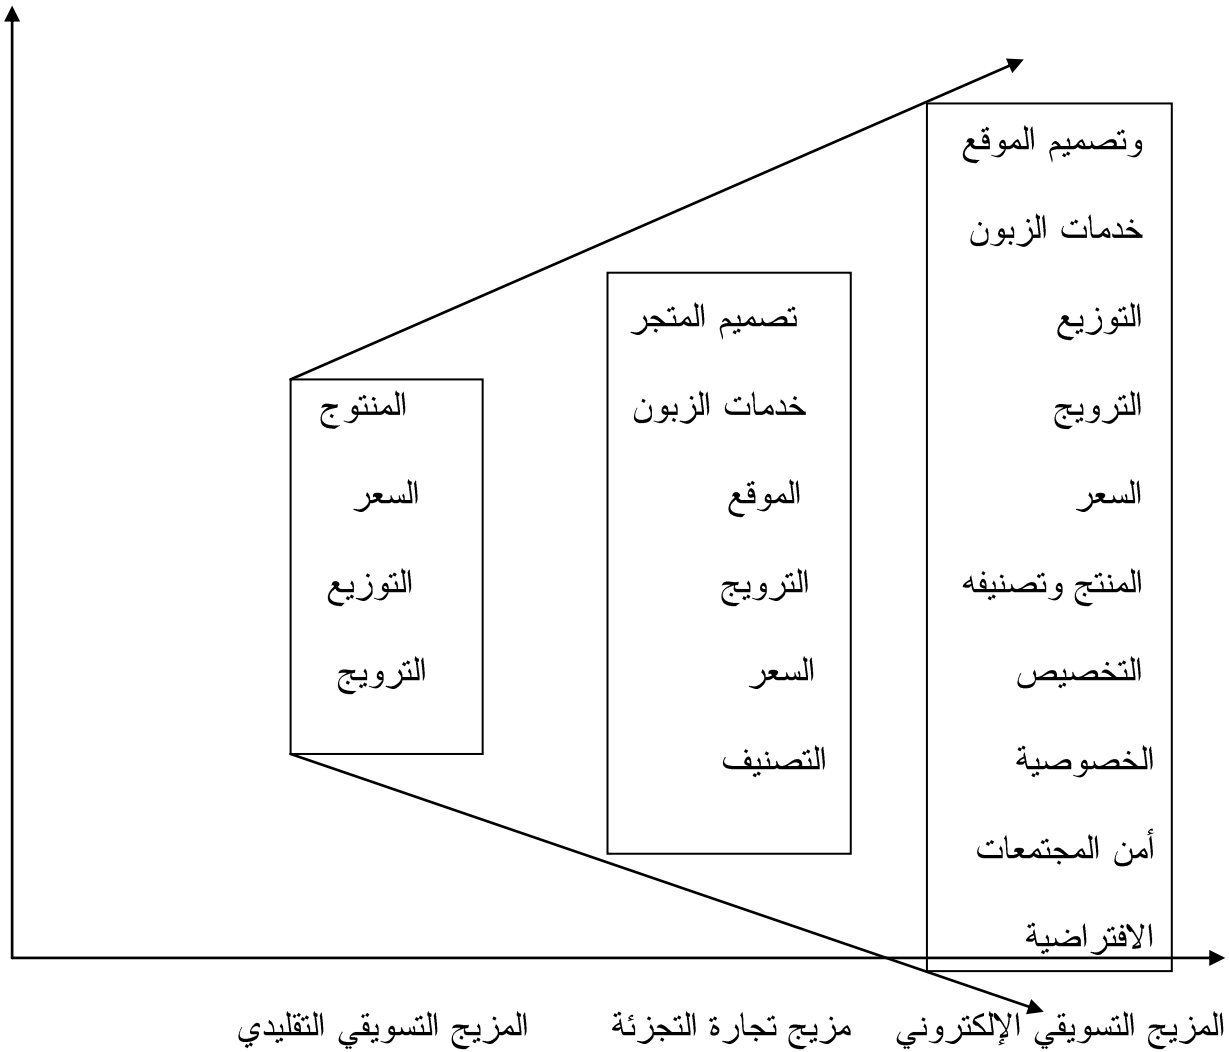 وتصميم الموقع
خدمات الزبون
التوزيع
الترويج
السعر
المنتج وتصنيفه
التخصيص
الخصوصية
أمن المجتمعات
الافتراضية
تصميم المتجر
خدمات الزبون
الموقع
الترويج
السعر
التصنيف
المنتوج
السعر
التوزيع
الترويج
المزيج التسويقي الإلكتروني
مزيج تجارة التجزئة
المزيج التسويقي التقليدي